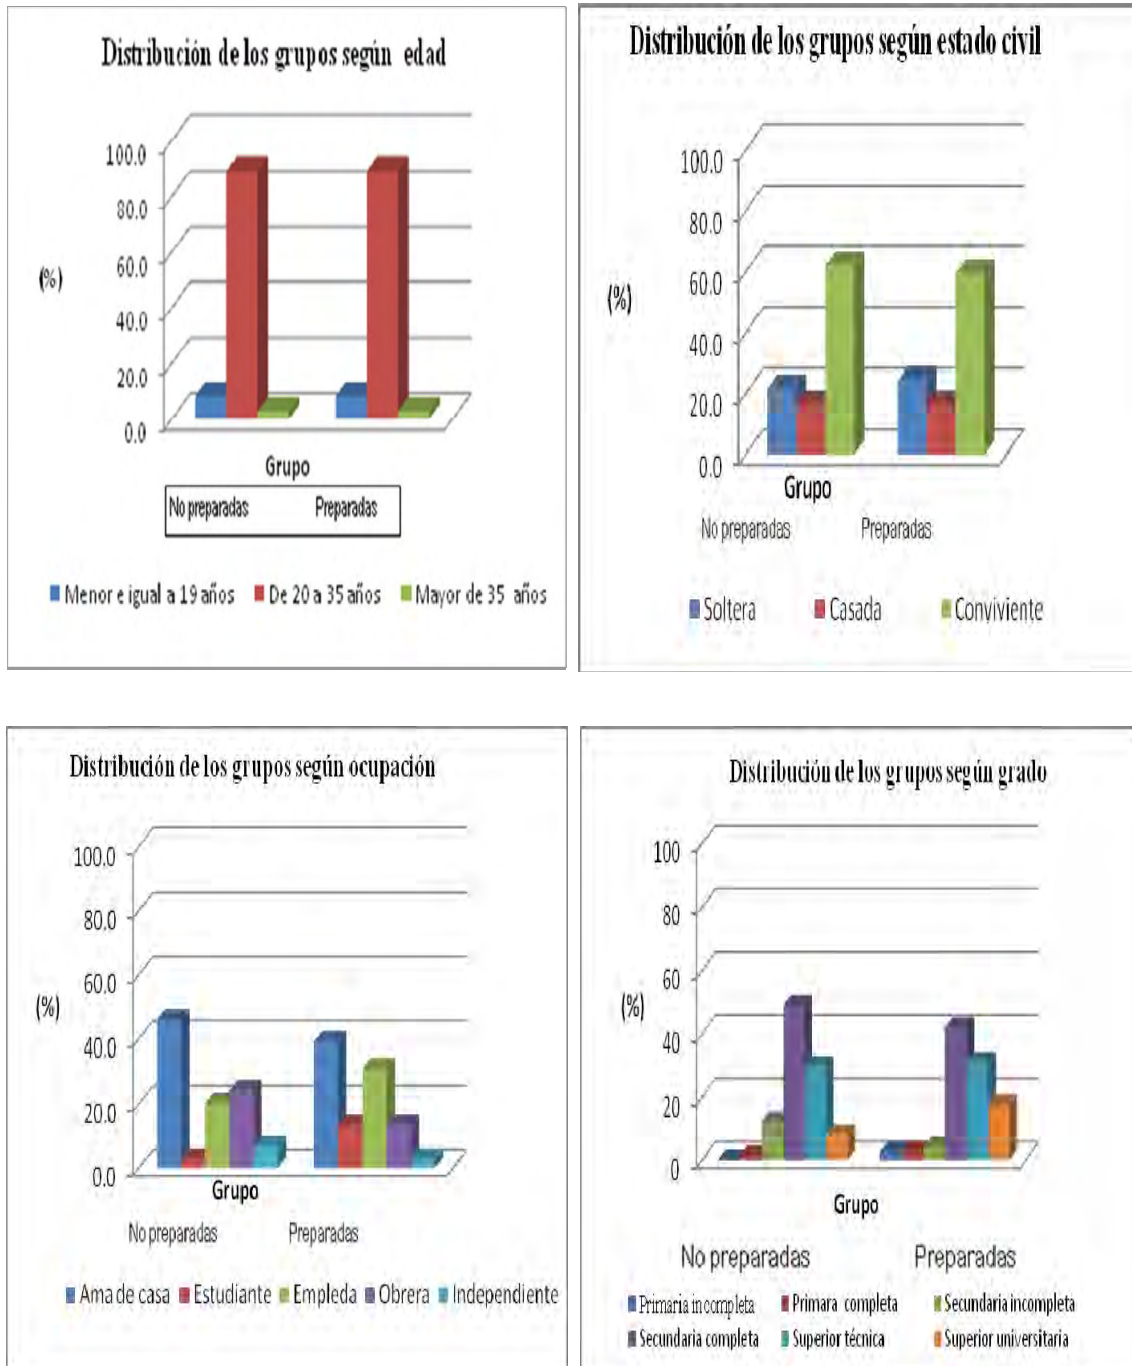 Distribución de los grupos según edad
100.0
80.0
60.0
40.0
20.0
0.0
(%)
Grupo
No preparadas Preparadas
Menor e igual a 19 años De 20 a 35 años Mayor de 35 años
Distribución de los grupos según estado civil
100.0
80.0
60.0
40.0
20.0
0.0
(%)
Grupo
No preparadas Preparadas
Soltera Casada Conviviente
Distribución de los grupos según ocupación
100.0
80.0
60.0
40.0
20.0
0.0
(%)
Grupo
No preparadas Preparadas
Ama de casa Estudiante Empleda Obrera Independiente
Distribución de los grupos según grado
100
80
60
40
20
0
(%)
Grupo
No preparadas Preparadas
Primaria incompleta Primara completa Secundaria incompleta
Secundaria completa Superior técnica Superior universitaria